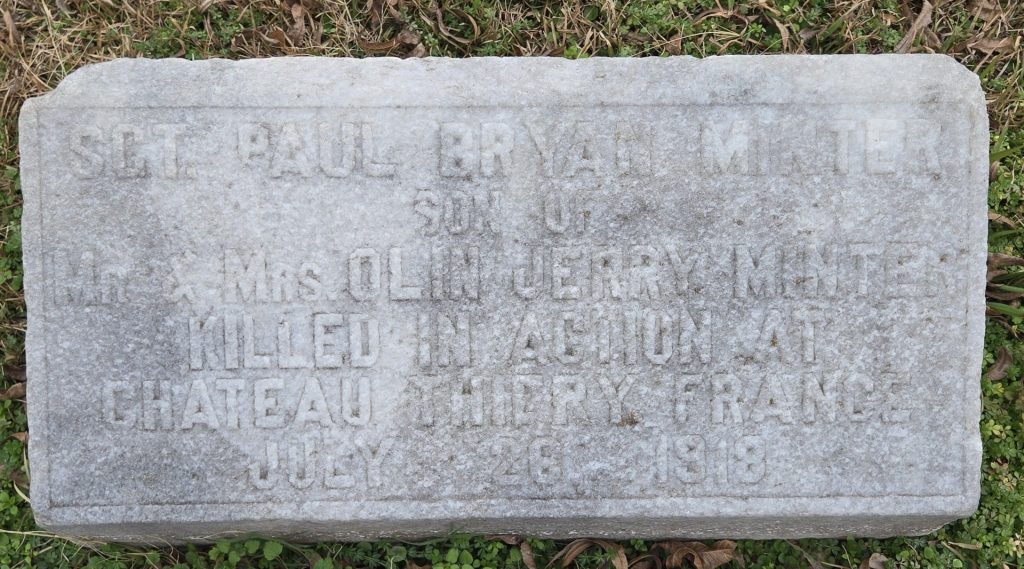 SGT. PAUL BRYAN MINTER
SON OF
MR. & MRS. OLIN JERRY MINTER
KILLED IN ACTION AT
CHATEAU THIERY, FRANCE
JULY 26, 1918